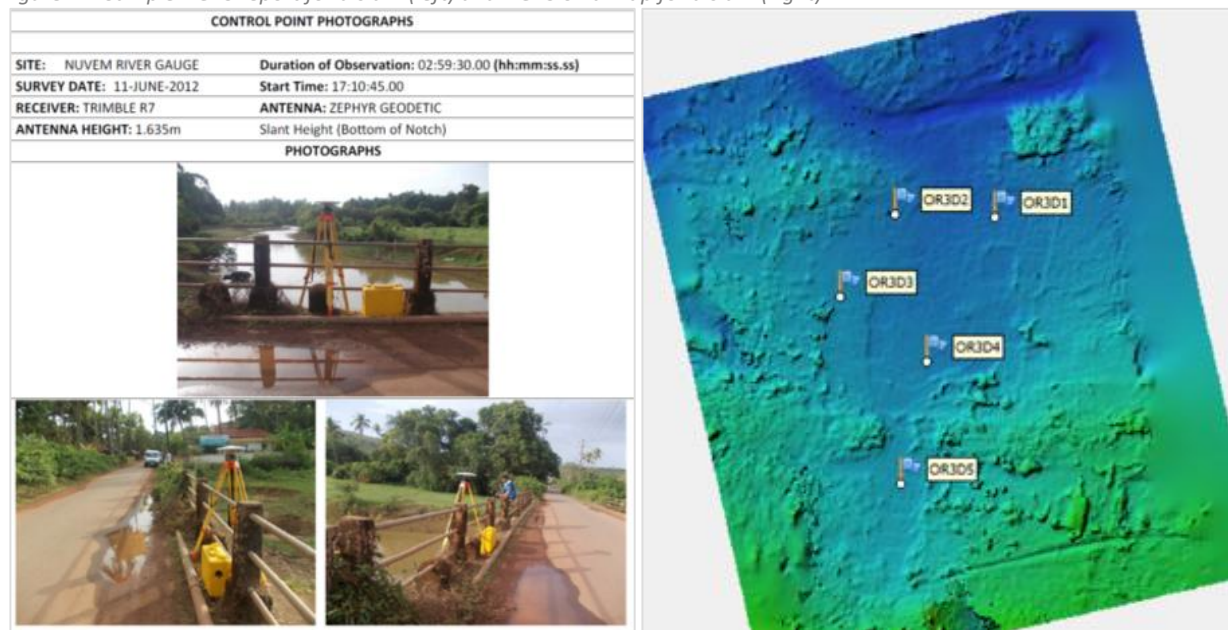 CONTROL POINT PHOTOGRAPHS
SITE: NUVEM RIVER GAUGE Duration of Observation: 02:59:30.00 (hh:mm:ss.ss)
SURVEY DATE: 11-JUNE-2012 Start Time: 17:10:45.00
RECEIVER: TRIMBLE R7 ANTENNA: ZEPHYR GEODETIC
ANTENNA HEIGHT: 1.635m Slant Height (Bottom of Notch)
PHOTOGRAPHS
OR3D2
OR3D1
OR3D3
OR3D4
OR3D5